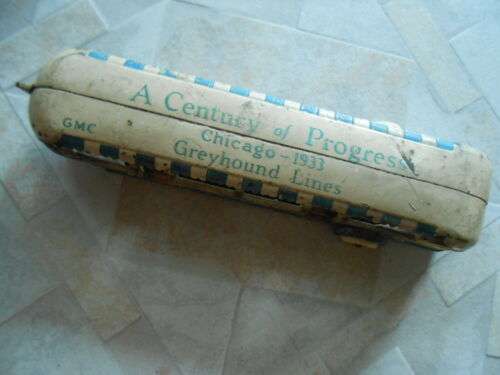 A Century of Progress
GMC
Chicago - 1933
Greyhound Lines